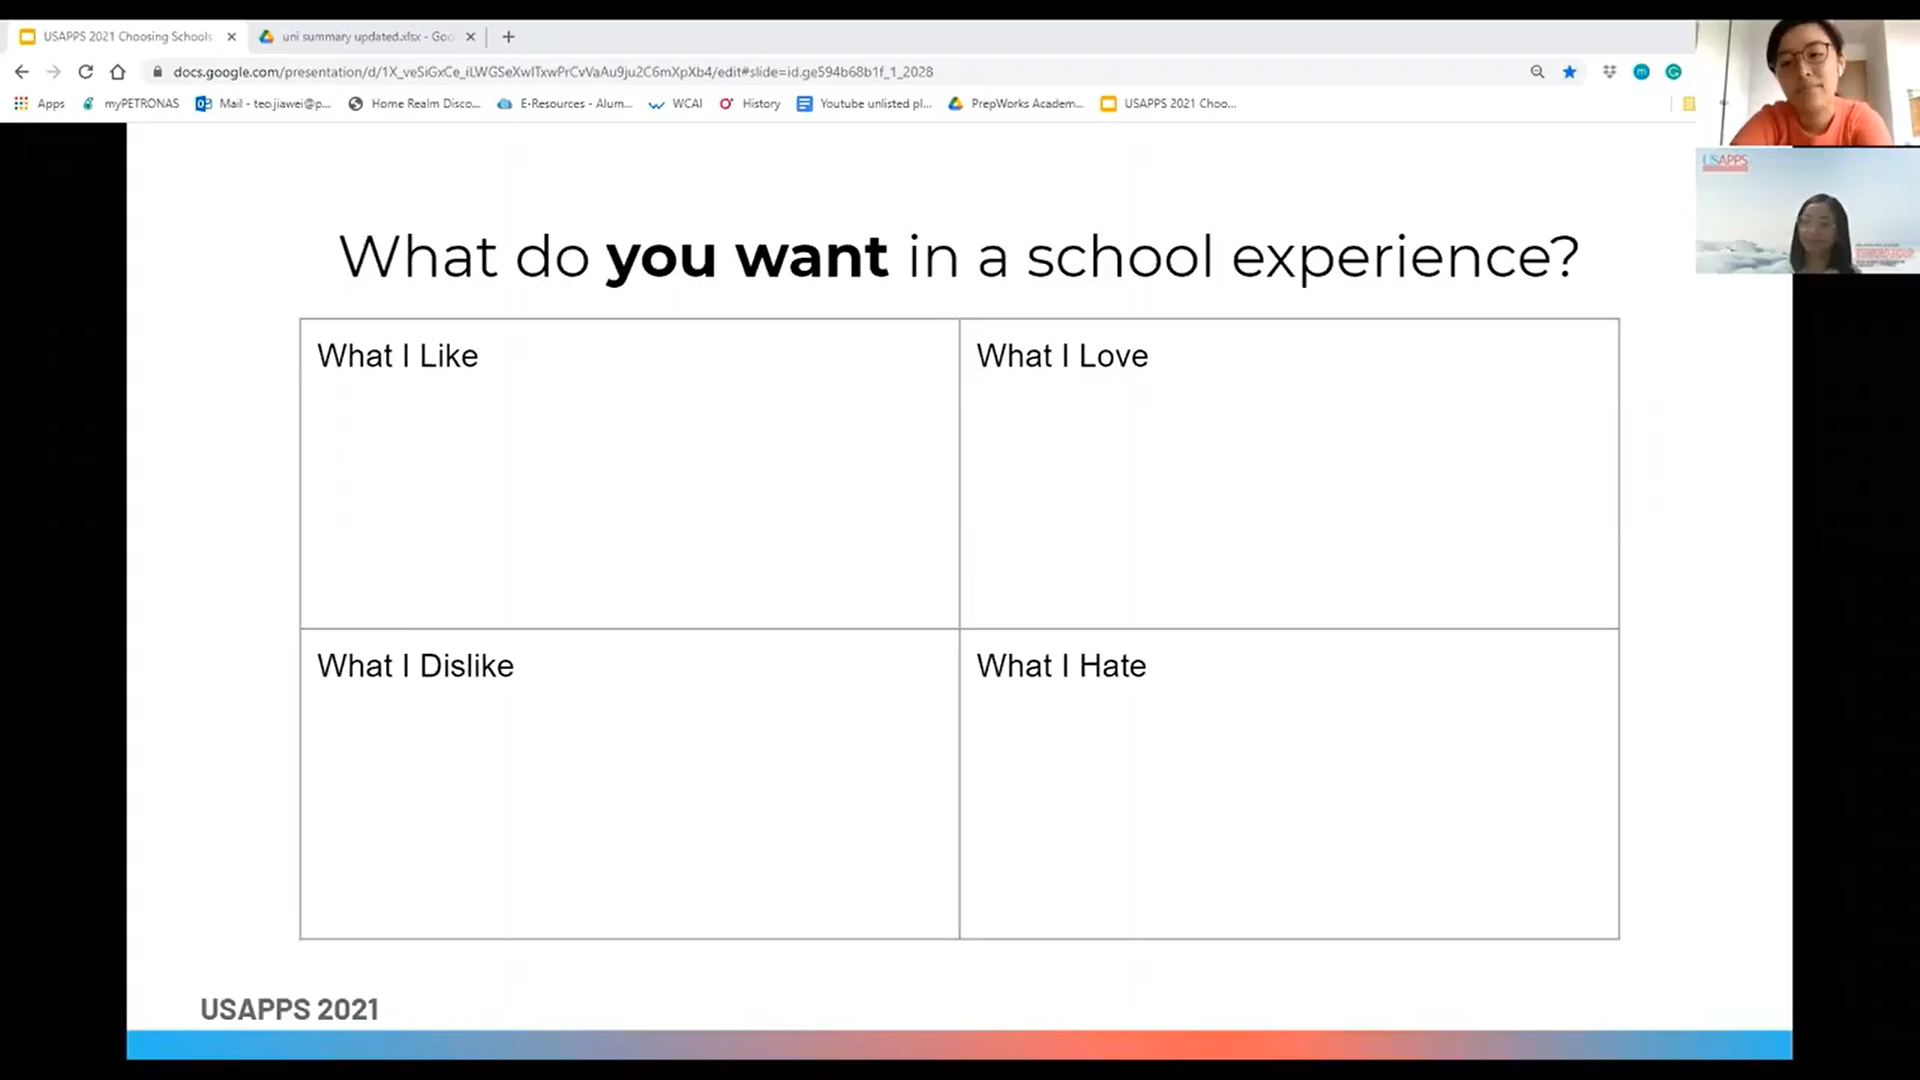 USAPPS 2021 Choosing Schools
uni summary updated.xlsx - Goo
docs.google.com/presentation/d/1X_veSiGxCe_iLWGSeXwITxwPrCvVaAu9ju2C6mXpXb4/edit#slide=id.ge594b68b1f_1_2028
Apps
myPETRONAS
Mail - teo.jiawei@p...
Home Realm Disco...
E-Resources - Alum...
WCAI
History
Youtube unlisted pl...
PrepWorks Academ...
USAPPS 2021 Choo...
USAPPS
What do you want in a school experience?
What I Like
What I Love
What I Dislike
What I Hate
USAPPS 2021